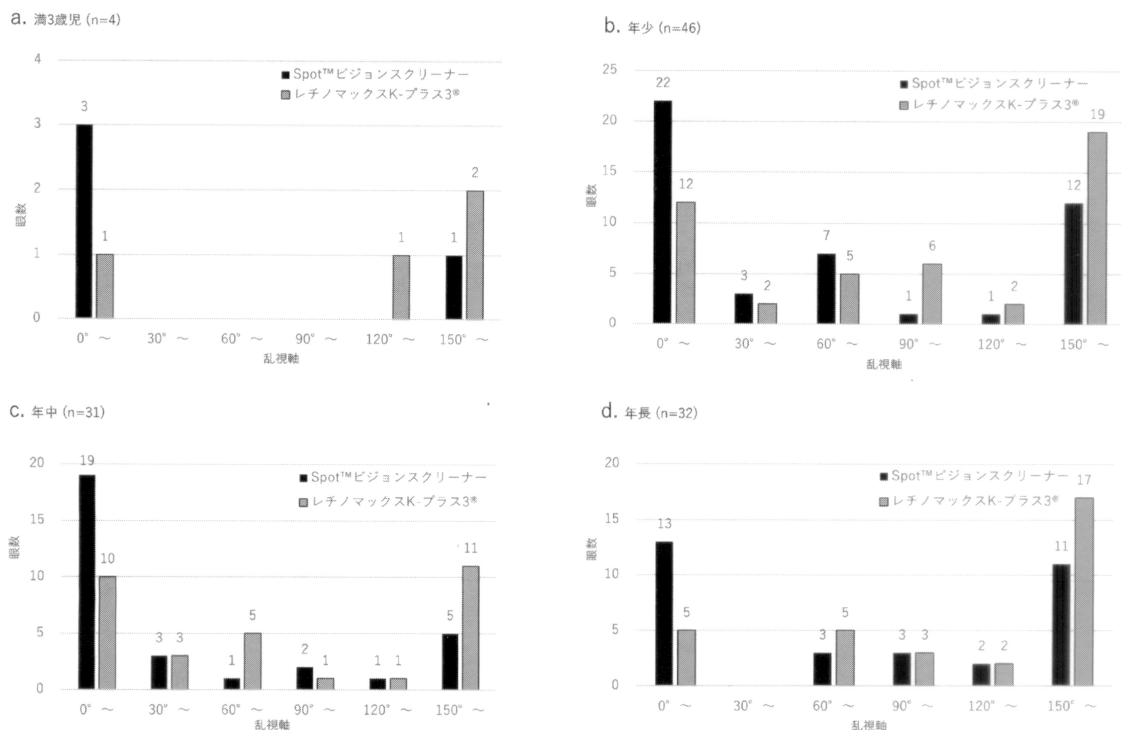 a. 満3歳児 (n=4)
4
3
2
1
0
眼数
■Spot™ビジョンスクリーナー
レチノマックスK-プラス3®
3
1
1
1
2
0° ～ 30° ～ 60° ～ 90° ～ 120° ～ 150° ～
乱視軸
b. 年少 (n=46)
25
20
15
10
5
0
眼数
■Spot™ビジョンスクリーナー
レチノマックスK-プラス3®
22
12
3
2
7
5
1
6
1
2
12
19
0° ～ 30° ～ 60° ～ 90° ～ 120° ～ 150° ～
乱視軸
c. 年中 (n=31)
20
15
10
5
0
眼数
■Spot™ビジョンスクリーナー
レチノマックスK-プラス3®
19
10
3
3
1
5
2
1
1
1
5
11
0° ～ 30° ～ 60° ～ 90° ～ 120° ～ 150° ～
乱視軸
d. 年長 (n=32)
20
15
10
5
0
眼数
■Spot™ビジョンスクリーナー
レチノマックスK-プラス3®
13
5
3
5
3
3
2
2
11
17
0° ～ 30° ～ 60° ～ 90° ～ 120° ～ 150° ～
乱視軸